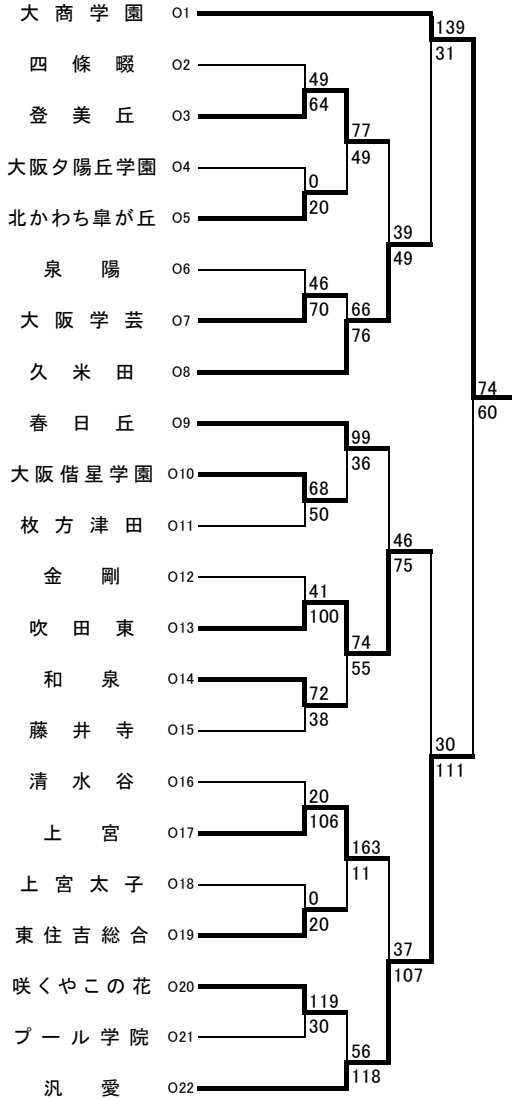 大商学園 O1
139
31
四條畷 O2
49
64
登美丘 O3
77
49
大阪夕陽丘学園 O4
0
20
北かわち皐が丘 O5
39
49
泉陽 O6
46
70
大阪学芸 O7
66
76
久米田 O8
74
60
春日丘 O9
99
36
大阪偕星学園 O10
68
50
枚方津田 O11
46
75
金剛 O12
41
100
吹田東 O13
74
55
和泉 O14
72
38
藤井寺 O15
30
111
清水谷 O16
20
106
上宮 O17
163
11
上宮太子 O18
0
20
東住吉総合 O19
37
107
咲くやこの花 O20
119
30
プール学院 O21
56
118
汎愛 O22